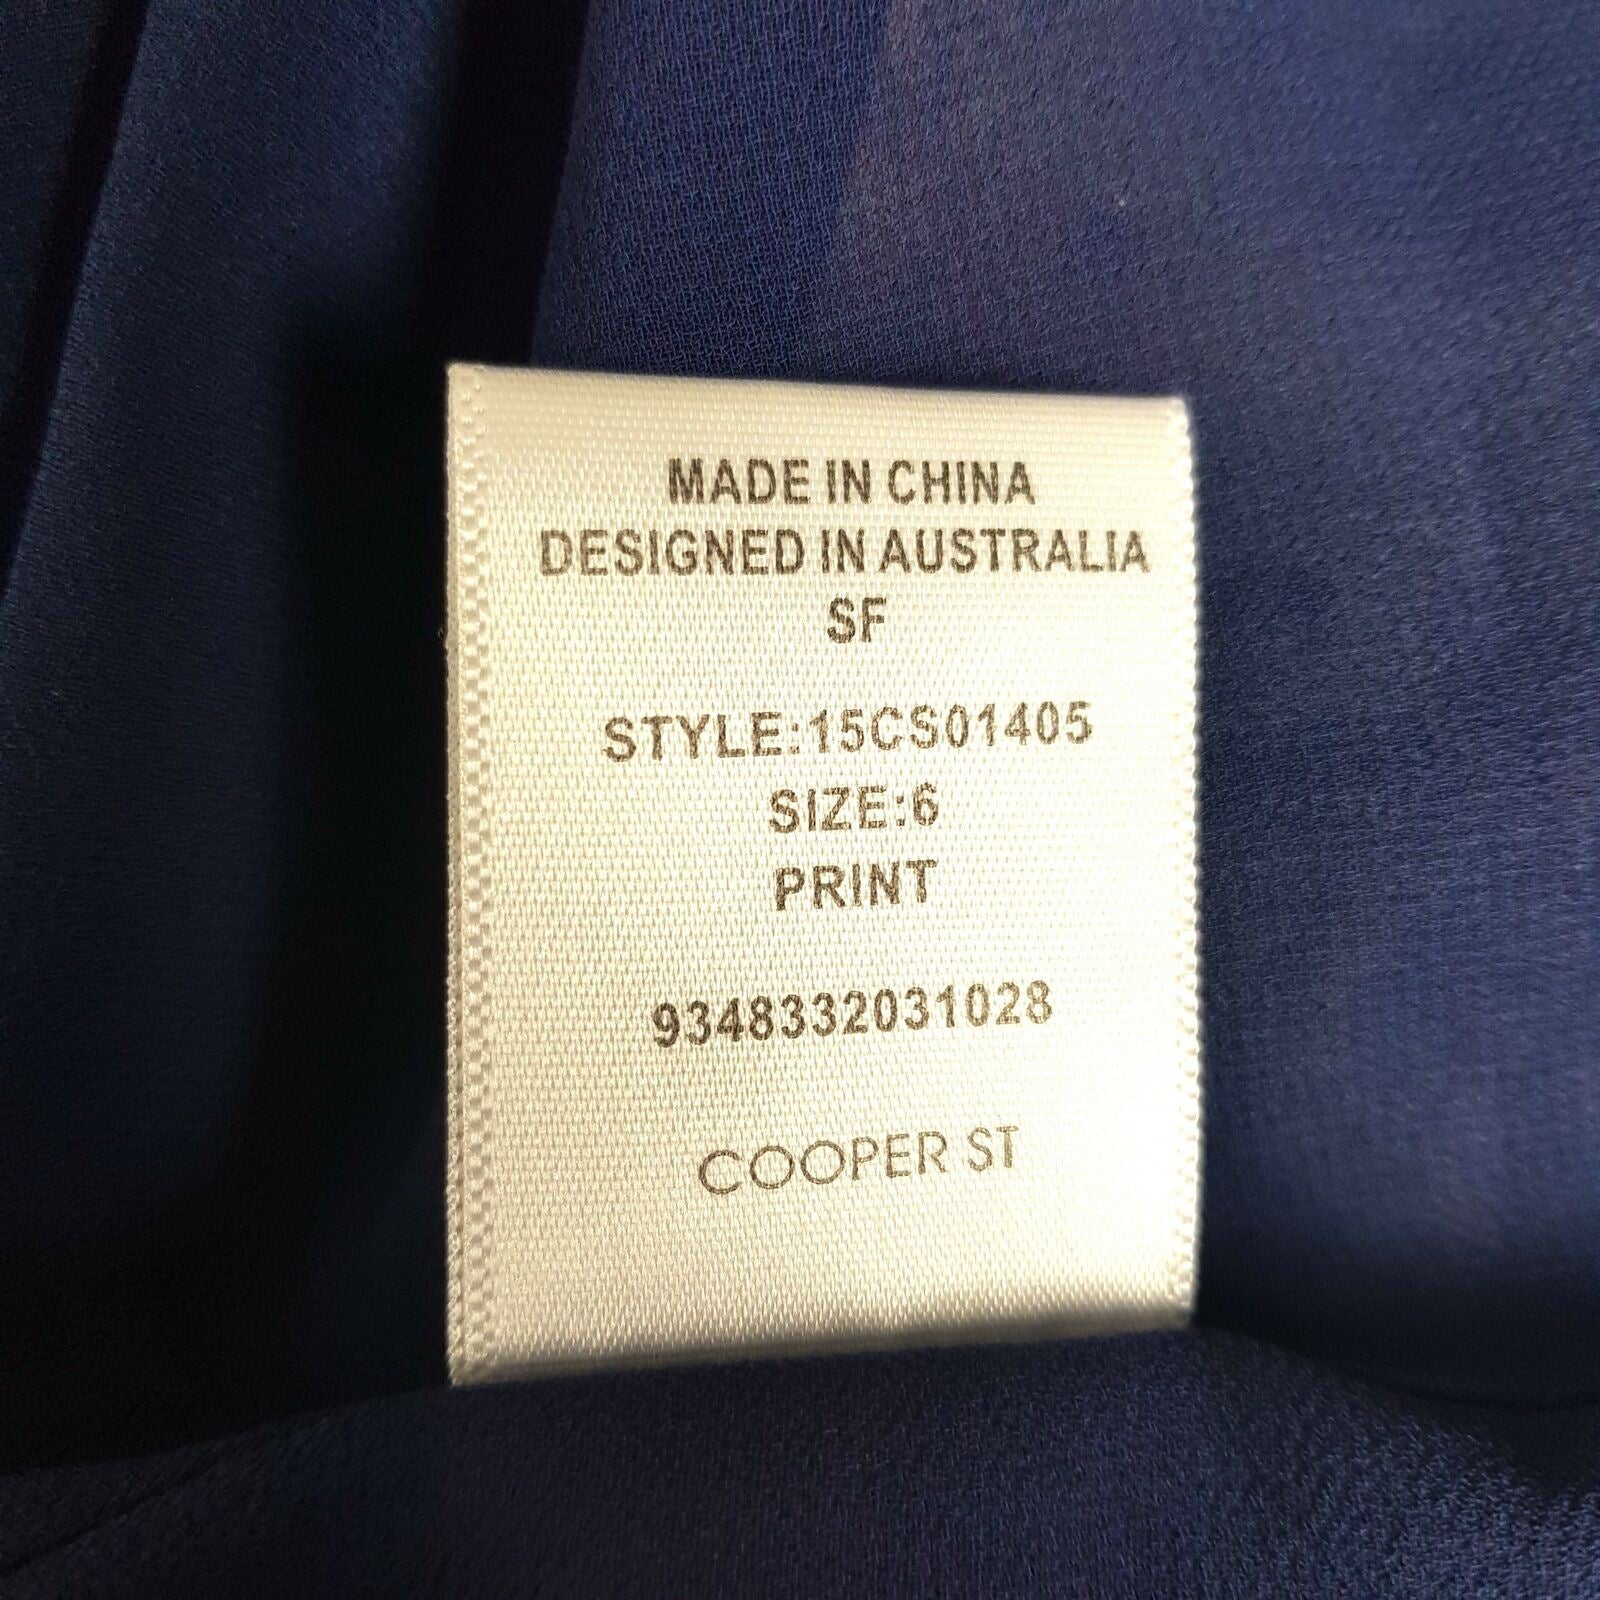 MADE IN CHINA
DESIGNED IN AUSTRALIA
SF
STYLE:15CS01405
SIZE:6
PRINT
9348332031028
COOPER ST